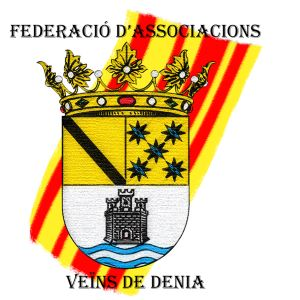 FEDERACIÓ D'ASSOCIACIONS
VEÏNS DE DENIA